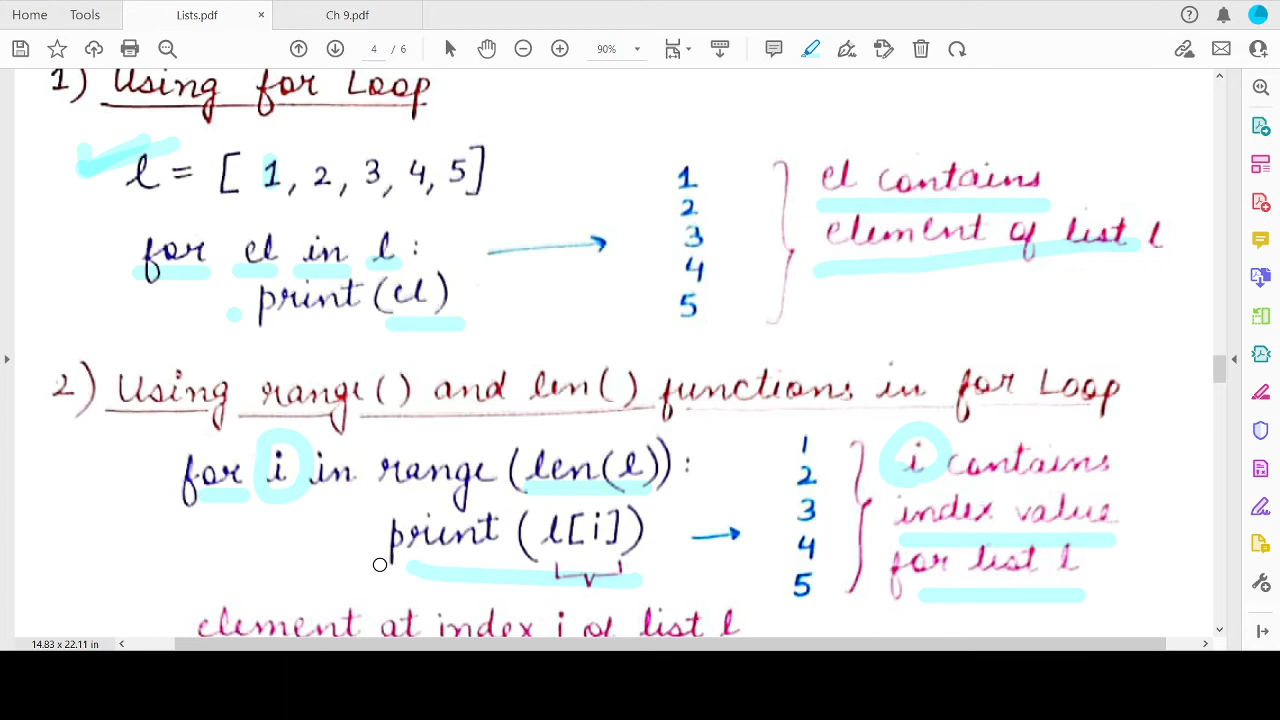 Home Tools Lists.pdf × Ch 9.pdf
4 / 6 90%
1) Using for Loop
l = [ 1, 2, 3, 4, 5]
for el in l :
print (el)
1
2
3
4
5
el contains
element of list l
2) Using range() and len() functions in for Loop
for i in range (len(l)) :
print (l[i])
1
2
3
4
5
i contains
index value
for list l
element at index i of list l
14.83 x 22.11 in